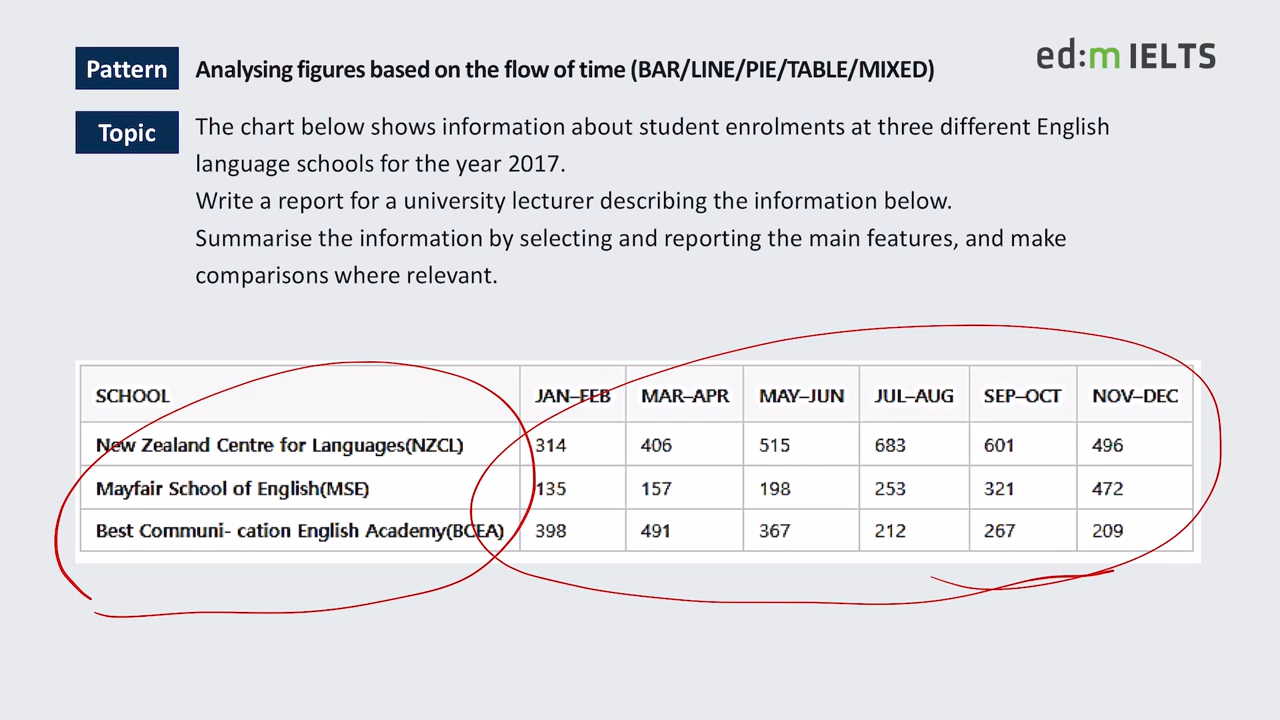 Pattern Analysing figures based on the flow of time (BAR/LINE/PIE/TABLE/MIXED)
ed:m IELTS
Topic The chart below shows information about student enrolments at three different English
language schools for the year 2017.
Write a report for a university lecturer describing the information below.
Summarise the information by selecting and reporting the main features, and make
comparisons where relevant.
SCHOOL JAN–FEB MAR–APR MAY–JUN JUL–AUG SEP–OCT NOV–DEC
New Zealand Centre for Languages(NZCL) 314 406 515 683 601 496
Mayfair School of English(MSE) 135 157 198 253 321 472
Best Communi- cation English Academy(BCEA) 398 491 367 212 267 209